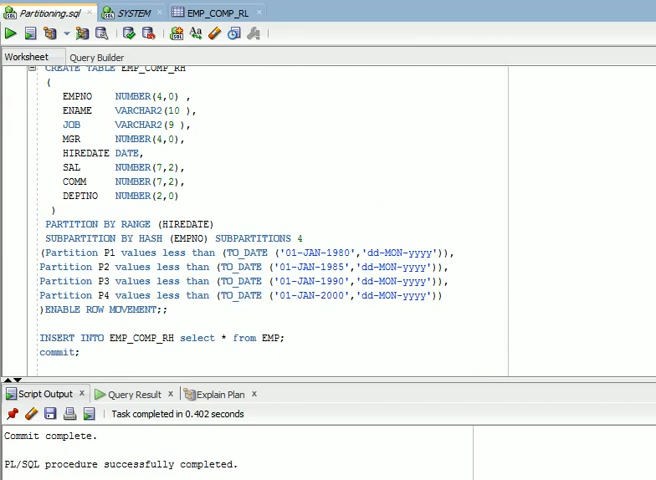 Partitioning.sql SYSTEM EMP_COMP_RL
Worksheet Query Builder
CREATE TABLE EMP_COMP_RH
(
EMPNO NUMBER(4,0) ,
ENAME VARCHAR2(10 ),
JOB VARCHAR2(9 ),
MGR NUMBER(4,0),
HIREDATE DATE,
SAL NUMBER(7,2),
COMM NUMBER(7,2),
DEPTNO NUMBER(2,0)
)
PARTITION BY RANGE (HIREDATE)
SUBPARTITION BY HASH (EMPNO) SUBPARTITIONS 4
(Partition P1 values less than (TO_DATE ('01-JAN-1980','dd-MON-yyyy')),
Partition P2 values less than (TO_DATE ('01-JAN-1985','dd-MON-yyyy')),
Partition P3 values less than (TO_DATE ('01-JAN-1990','dd-MON-yyyy')),
Partition P4 values less than (TO_DATE ('01-JAN-2000','dd-MON-yyyy'))
)ENABLE ROW MOVEMENT;;
INSERT INTO EMP_COMP_RH select * from EMP;
commit;
Script Output Query Result Explain Plan
Task completed in 0.402 seconds
Commit complete.
PL/SQL procedure successfully completed.